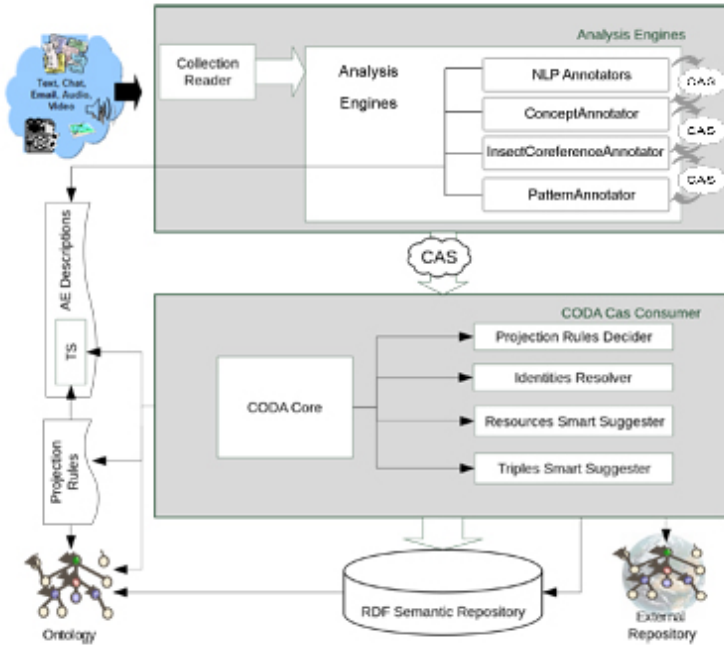 Analysis Engines
Text, Chat,
Email, Audio,
Video
Collection
Reader
Analysis
Engines
NLP Annotators
CAS
ConceptAnnotator
CAS
InsectCoreferenceAnnotator
CAS
PatternAnnotator
CAS
AE Descriptions
TS
CODA Cas Consumer
CODA Core
Projection Rules Decider
Identities Resolver
Resources Smart Suggester
Triples Smart Suggester
Projection
Rules
RDF Semantic Repository
Ontology
External
Repository